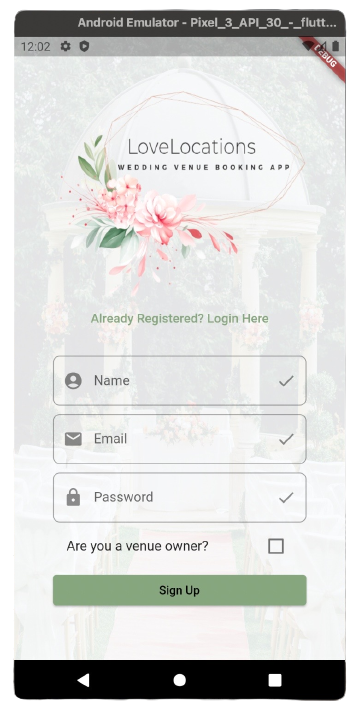 Android Emulator - Pixel_3_API_30_-_flutt...
12:02
DEBUG
LoveLocations
WEDDING VENUE BOOKING APP
Already Registered? Login Here
Name
Email
Password
Are you a venue owner?
Sign Up